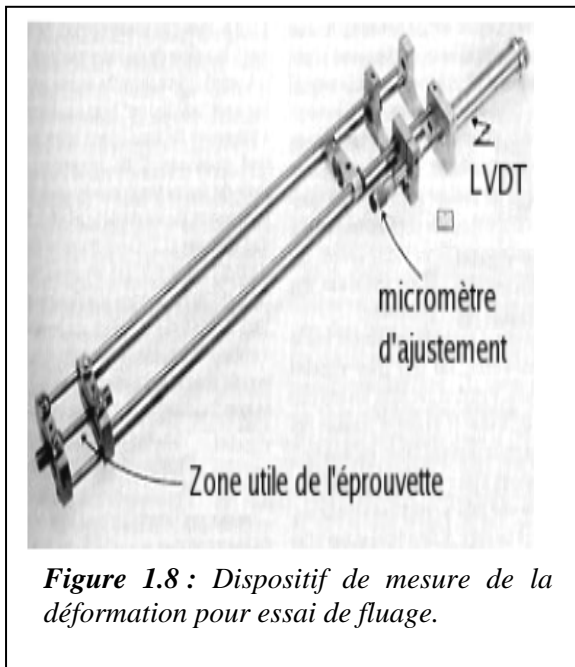 LVDT
micromètre
d'ajustement
Zone utile de l'éprouvette
Figure 1.8 : Dispositif de mesure de la
déformation pour essai de fluage.